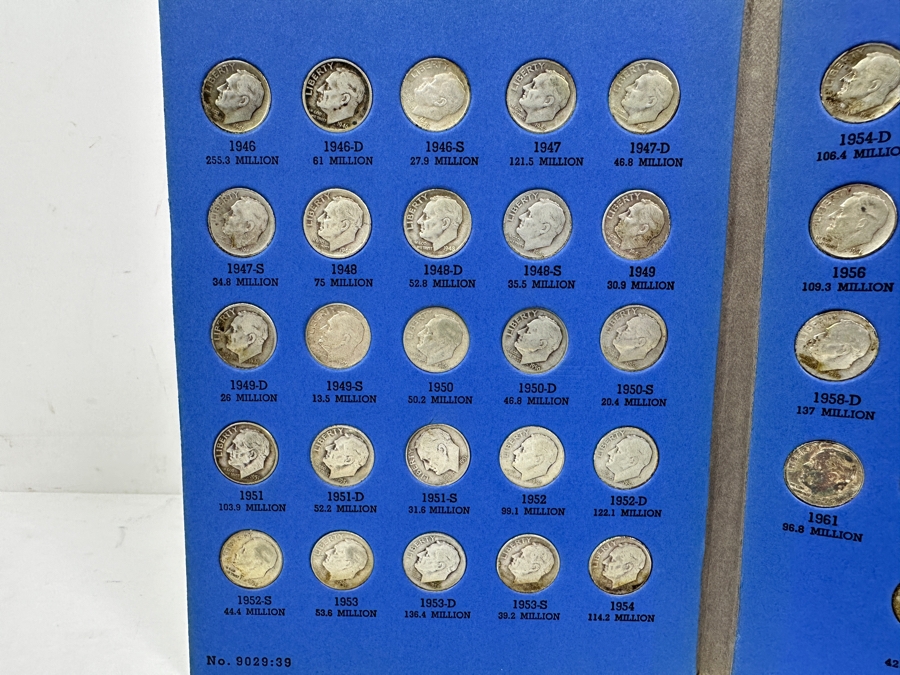 1946 1946-D 1946-S 1947 1947-D
255.3 MILLION 61 MILLION 27.9 MILLION 121.5 MILLION 46.8 MILLION
1947-S 1948 1948-D 1948-S 1949
34.8 MILLION 75 MILLION 52.8 MILLION 35.5 MILLION 30.9 MILLION
1949-D 1949-S 1950 1950-D 1950-S
26 MILLION 13.5 MILLION 50.2 MILLION 46.8 MILLION 20.4 MILLION
1951 1951-D 1951-S 1952 1952-D
103.9 MILLION 52.2 MILLION 31.6 MILLION 99.1 MILLION 122.1 MILLION
1952-S 1953 1953-D 1953-S 1954
44.4 MILLION 53.6 MILLION 136.4 MILLION 39.2 MILLION 114.2 MILLION
No. 9029:39
1954-D
106.4 MILLIO
1956
109.3 MILLION
1958-D
137 MILLION
1961
96.8 MILLION
42